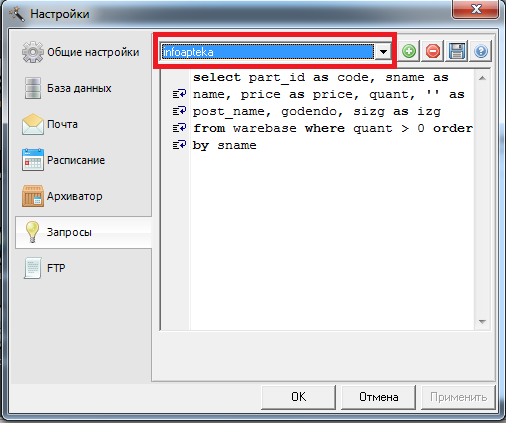 Настройки
Общие настройки
База данных
Почта
Расписание
Архиватор
Запросы
FTP
infoapteka
select part_id as code, sname as
name, price as price, quant, '' as
post_name, godendo, sizg as izg
from warebase where quant > 0 order
by sname
OK
Отмена
Применить